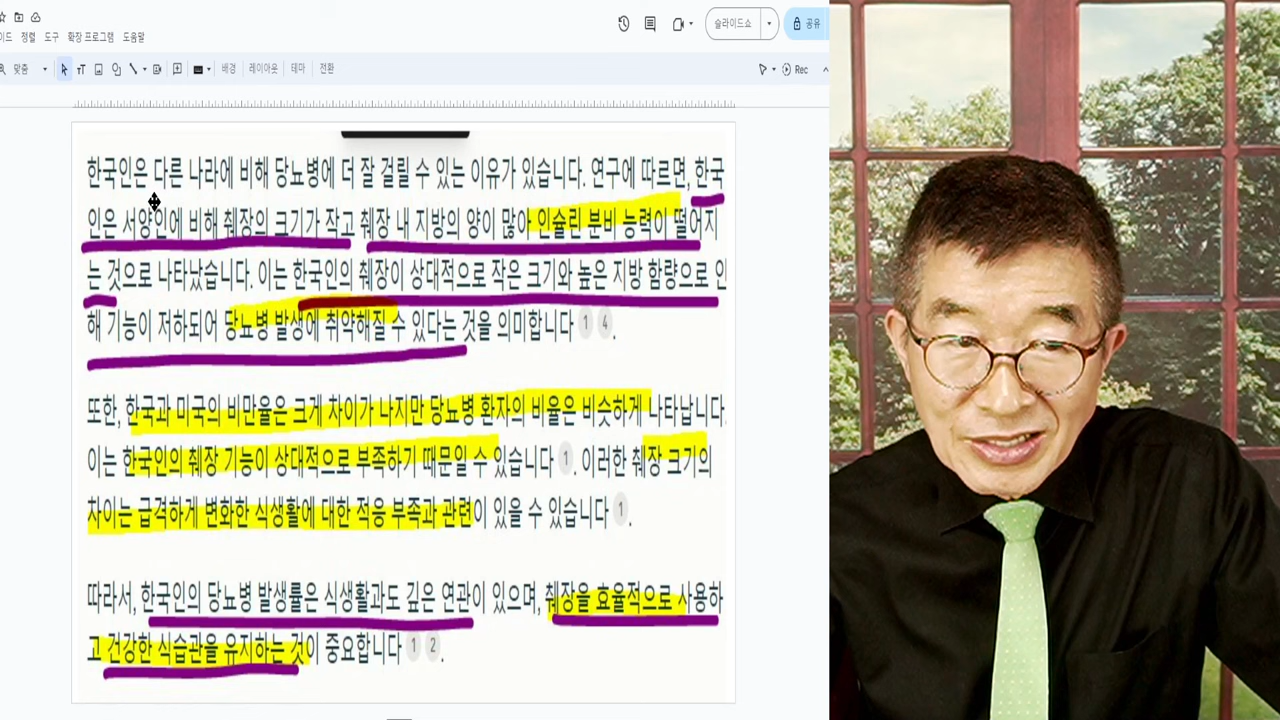 정렬 도구 확장 프로그램 도움말
슬라이드쇼
공유
맞춤
배경 레이아웃 테마 전환
Rec
한국인은 다른 나라에 비해 당뇨병에 더 잘 걸릴 수 있는 이유가 있습니다. 연구에 따르면, 한국
인은 서양인에 비해 췌장의 크기가 작고 췌장 내 지방의 양이 많아 인슐린 분비 능력이 떨어지
는 것으로 나타났습니다. 이는 한국인의 췌장이 상대적으로 작은 크기와 높은 지방 함량으로 인
해 기능이 저하되어 당뇨병 발생에 취약해질 수 있다는 것을 의미합니다 1 4.
또한, 한국과 미국의 비만율은 크게 차이가 나지만 당뇨병 환자의 비율은 비슷하게 나타납니다.
이는 한국인의 췌장 기능이 상대적으로 부족하기 때문일 수 있습니다 1. 이러한 췌장 크기의
차이는 급격하게 변화한 식생활에 대한 적응 부족과 관련이 있을 수 있습니다 1.
따라서, 한국인의 당뇨병 발생률은 식생활과도 깊은 연관이 있으며, 췌장을 효율적으로 사용하
고 건강한 식습관을 유지하는 것이 중요합니다 1 2.